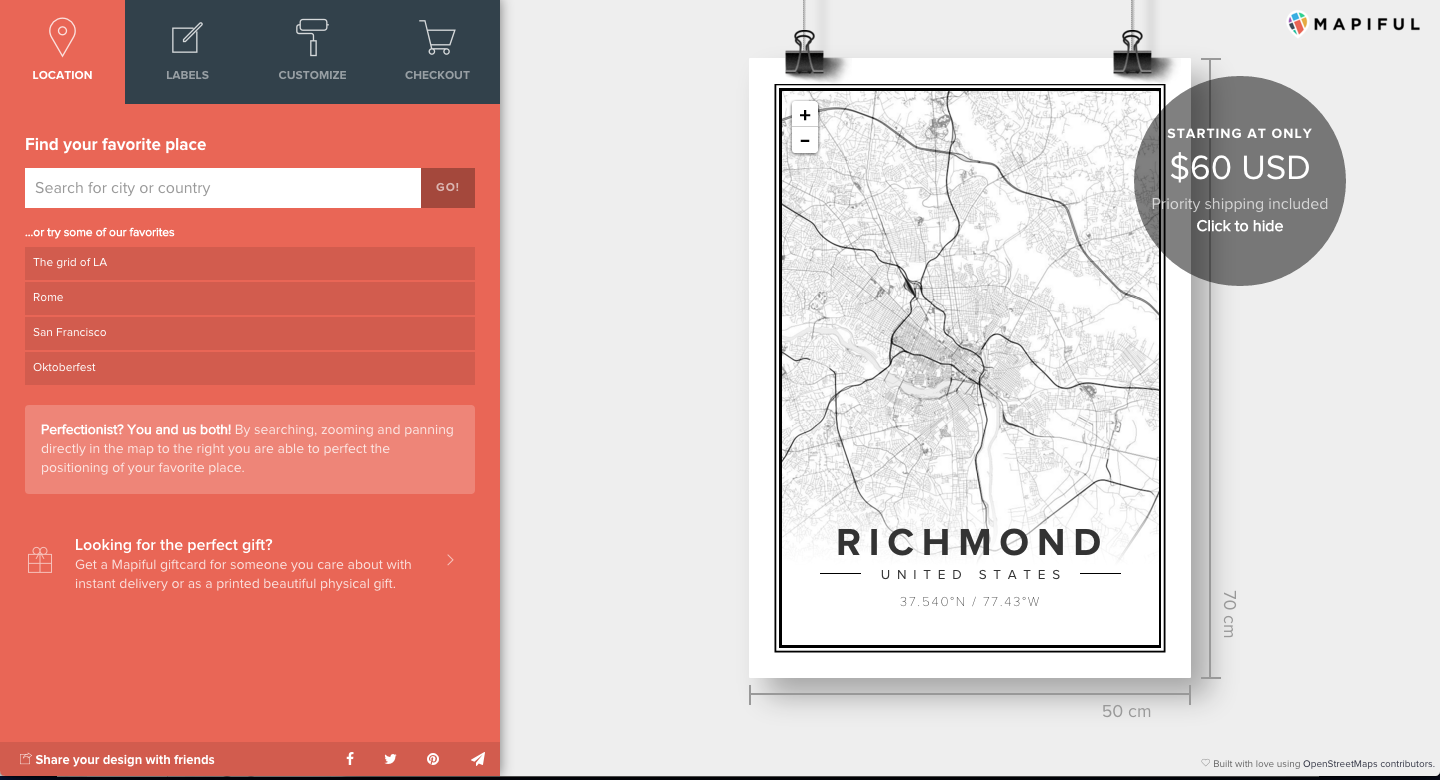 LOCATION
LABELS
CUSTOMIZE
CHECKOUT
Find your favorite place
Search for city or country
GO!
...or try some of our favorites
The grid of LA
Rome
San Francisco
Oktoberfest
Perfectionist? You and us both! By searching, zooming and panning
directly in the map to the right you are able to perfect the
positioning of your favorite place.
Looking for the perfect gift?
Get a Mapiful giftcard for someone you care about with
instant delivery or as a printed beautiful physical gift.
Share your design with friends
MAPIFUL
+
-
STARTING AT ONLY
$60 USD
Priority shipping included
Click to hide
RICHMOND
UNITED STATES
37.540°N / 77.43°W
70 cm
50 cm
Built with love using OpenStreetMaps contributors.